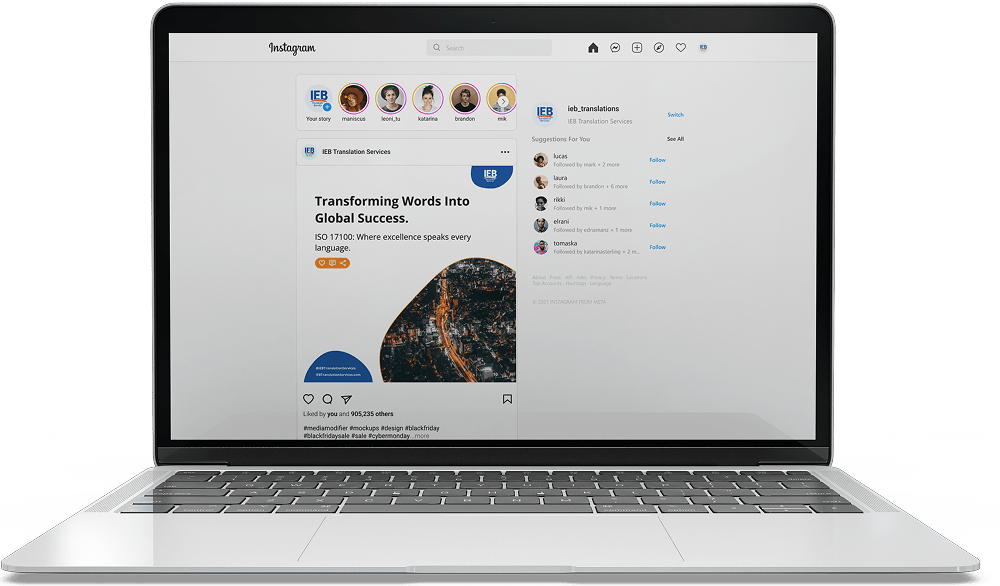 Instagram
Search
IEB
IEB
Your story
maniscus
leoni_tu
katarina
brandon
mik
IEB
IEB Translation Services
IEB
Transforming Words Into
Global Success.
ISO 17100: Where excellence speaks every
language.
#IEBTranslationServices
IEBTranslationServices.com
Liked by you and 905,235 others
#mediamodifier #mockups #design #blackfriday
#blackfridaysale #sale #cybermonday...more
IEB
ieb_translations
IEB Translation Services
Switch
Suggestions For You
See All
lucas
Followed by mark + 2 more
Follow
laura
Followed by brandon + 6 more
Follow
rikki
Followed by mik + 1 more
Follow
elrani
Followed by ednamanz + 1 more
Follow
tomaska
Followed by katarinasterling + 2 m...
Follow
About Press API Jobs Privacy Terms Locations
Top Accounts Hashtags Language
© 2021 INSTAGRAM FROM META